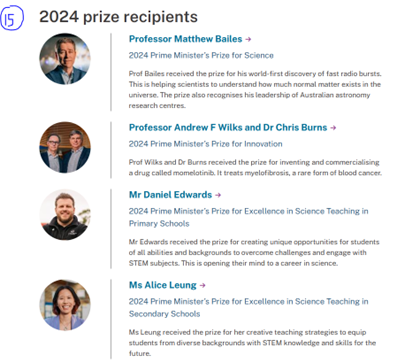 15
2024 prize recipients
Professor Matthew Bailes →
2024 Prime Minister's Prize for Science
Prof Bailes received the prize for his world-first discovery of fast radio bursts.
This is helping scientists to understand how much normal matter exists in the
universe. The prize also recognises his leadership of Australian astronomy
research centres.
Professor Andrew F Wilks and Dr Chris Burns →
2024 Prime Minister's Prize for Innovation
Prof Wilks and Dr Burns received the prize for inventing and commercialising
a drug called momelotinib. It treats myelofibrosis, a rare form of blood cancer.
Mr Daniel Edwards →
2024 Prime Minister's Prize for Excellence in Science Teaching in
Primary Schools
Mr Edwards received the prize for creating unique opportunities for students
of all abilities and backgrounds to overcome challenges and engage with
STEM subjects. This is opening their mind to a career in science.
Ms Alice Leung →
2024 Prime Minister's Prize for Excellence in Science Teaching in
Secondary Schools
Ms Leung received the prize for her creative teaching strategies to equip
students from diverse backgrounds with STEM knowledge and skills for the
future.